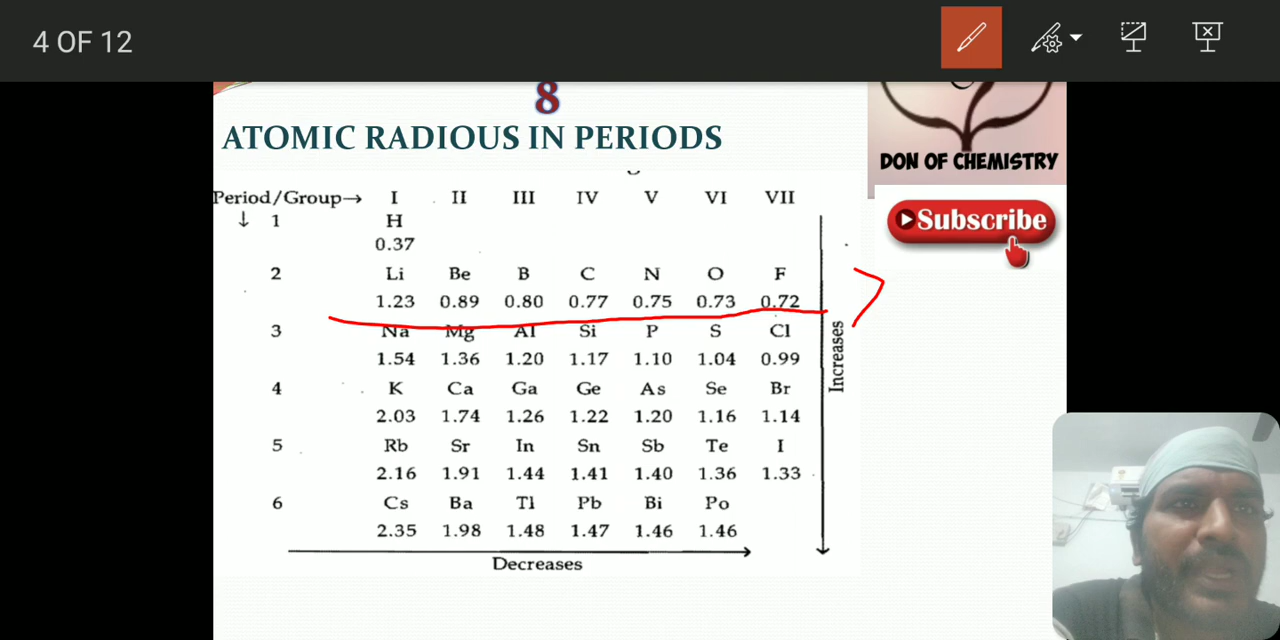 4 OF 12
8
ATOMIC RADIOUS IN PERIODS
DON OF CHEMISTRY
Subscribe
Period/Group→ I II III IV V VI VII
↓ 1 H
0.37
2 Li Be B C N O F
1.23 0.89 0.80 0.77 0.75 0.73 0.72
3 Na Mg Al Si P S Cl
1.54 1.36 1.20 1.17 1.10 1.04 0.99
4 K Ca Ga Ge As Se Br
2.03 1.74 1.26 1.22 1.20 1.16 1.14
5 Rb Sr In Sn Sb Te I
2.16 1.91 1.44 1.41 1.40 1.36 1.33
6 Cs Ba Tl Pb Bi Po
2.35 1.98 1.48 1.47 1.46 1.46
Decreases
Increases